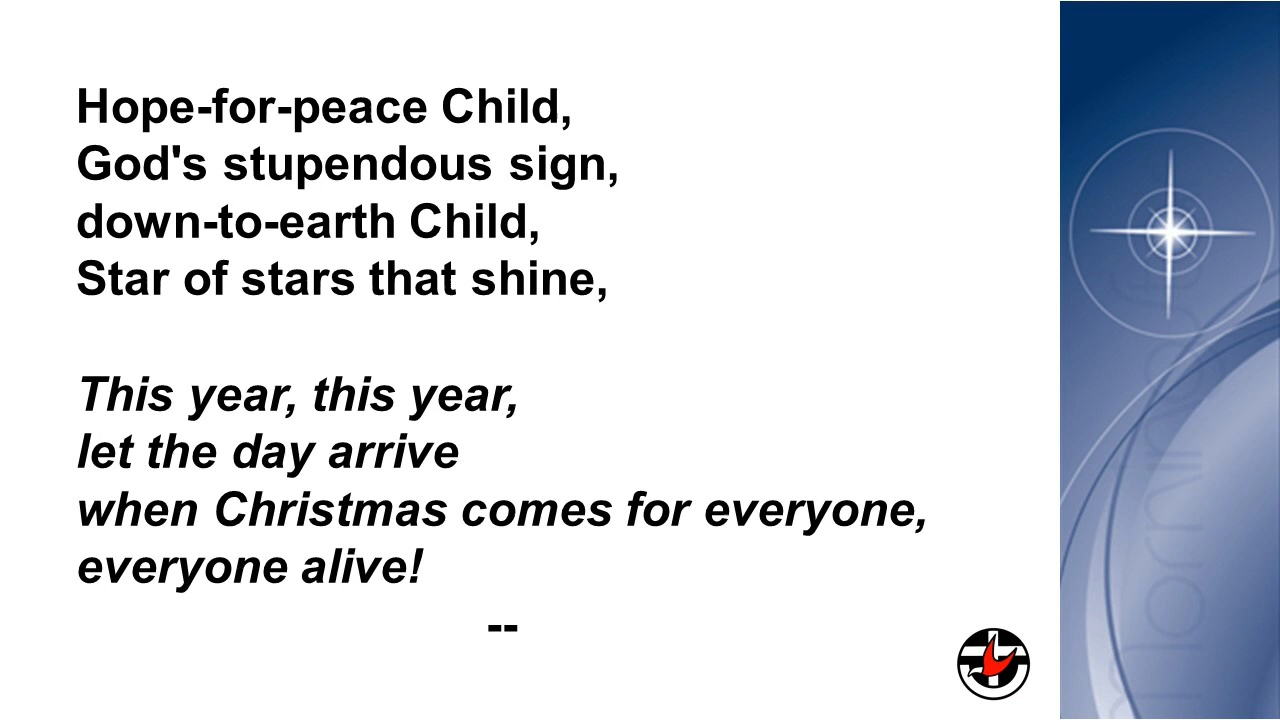 Hope-for-peace Child,
God's stupendous sign,
down-to-earth Child,
Star of stars that shine,
This year, this year,
let the day arrive
when Christmas comes for everyone,
everyone alive!
--